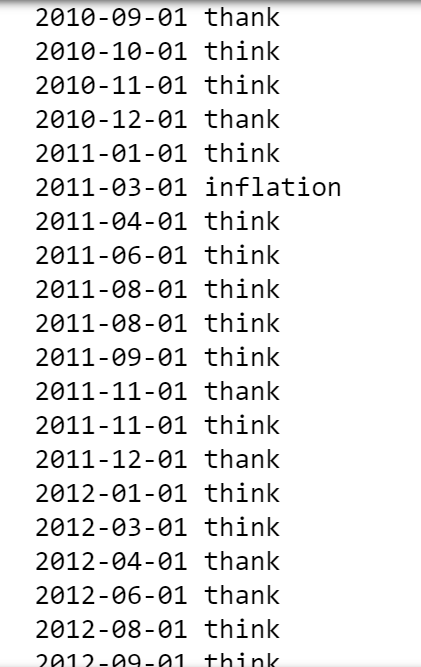 2010-09-01 thank
2010-10-01 think
2010-11-01 think
2010-12-01 thank
2011-01-01 think
2011-03-01 inflation
2011-04-01 think
2011-06-01 think
2011-08-01 think
2011-08-01 think
2011-09-01 think
2011-11-01 thank
2011-11-01 think
2011-12-01 thank
2012-01-01 think
2012-03-01 think
2012-04-01 thank
2012-06-01 thank
2012-08-01 think
2012-09-01 think